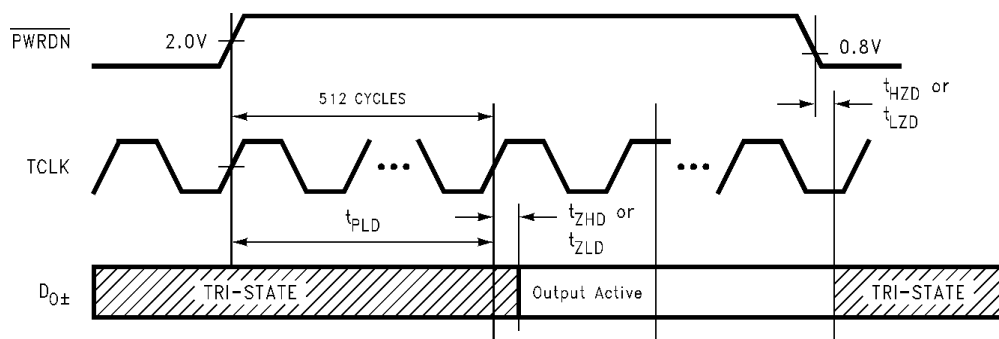 PWRDN
2.0V
0.8V
512 CYCLES
tHZD or
tLZD
TCLK
tPLD
tZHD or
tZLD
DO±
TRI-STATE
Output Active
TRI-STATE